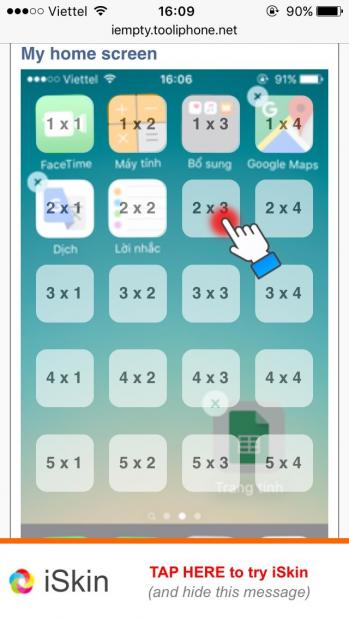 Viettel 16:09 90%
iempty.tooliphone.net
My home screen
Viettel 16:06 91%
1 x 1 1 x 2 1 x 3 1 x 4
FaceTime Máy tính Bổ sung Google Maps
2 x 1 2 x 2 2 x 3 2 x 4
Dịch Lời nhắc
3 x 1 3 x 2 3 x 3 3 x 4
4 x 1 4 x 2 4 x 3 4 x 4
5 x 1 5 x 2 5 x 3 5 x 4
Trang tính
iSkin
TAP HERE to try iSkin
(and hide this message)